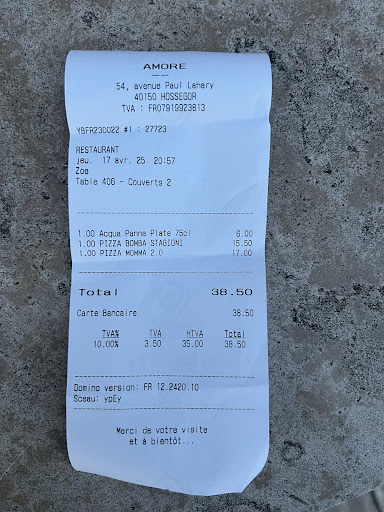 AMORE
54, avenue Paul Lahary
40150 HOSSEGOR
TVA : FR07919923813
YBFR230022 #1 : 27723
RESTAURANT
jeu. 17 avr. 25 20:57
Zoe
Table 406 - Couverts 2
1.00 Acqua Panna Plate 75cl 6.00
1.00 PIZZA BOMBA STAGIONI 15.50
1.00 PIZZA MOMMA 2.0 17.00
Total 38.50
Carte Bancaire 38.50
TVA% TVA HTVA Total
10.00% 3.50 35.00 38.50
Domino version: FR 12.2420.10
Sceau: ypEy
Merci de votre visite
et à bientôt...